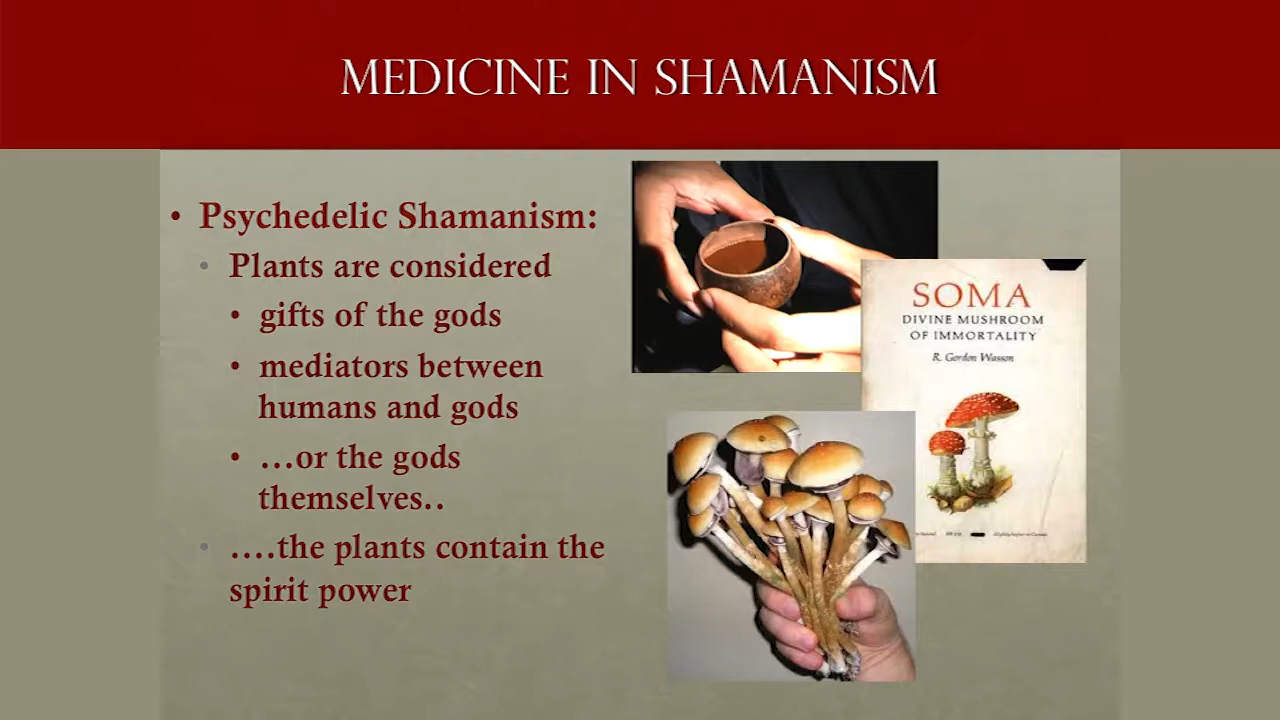 MEDICINE IN SHAMANISM
• Psychedelic Shamanism:
• Plants are considered
• gifts of the gods
• mediators between
humans and gods
• ...or the gods
themselves..
• ....the plants contain the
spirit power
SOMA
DIVINE MUSHROOM
OF IMMORTALITY
R. Gordon Wasson